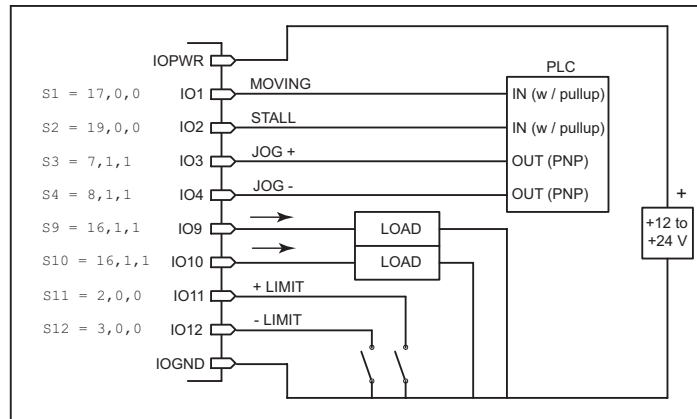 IOPWR
PLC
S1 = 17,0,0 IO1 MOVING IN (w / pullup)
S2 = 19,0,0 IO2 STALL IN (w / pullup)
S3 = 7,1,1 IO3 JOG + OUT (PNP)
S4 = 8,1,1 IO4 JOG - OUT (PNP)
+
S9 = 16,1,1 IO9 LOAD
+12 to
+24 V
S10 = 16,1,1 IO10 LOAD
S11 = 2,0,0 IO11 + LIMIT
S12 = 3,0,0 IO12 - LIMIT
IOGND